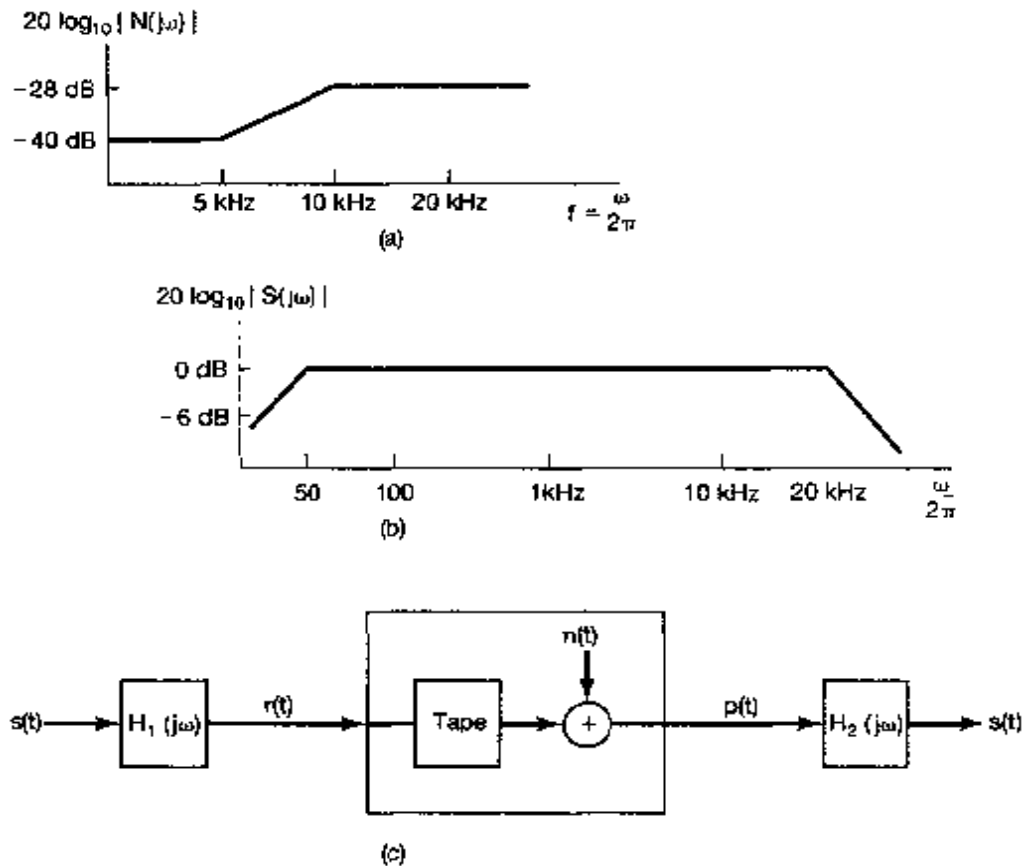 20 log₁₀ | N(jω) |
−28 dB
−40 dB
5 kHz 10 kHz 20 kHz
f = ω/2π
(a)
20 log₁₀ | S(jω) |
0 dB
−6 dB
50 100 1kHz 10 kHz 20 kHz
ω/2π
(b)
n(t)
s(t) H₁ (jω) r(t) Tape + p(t) H₂ (jω) s(t)
(c)